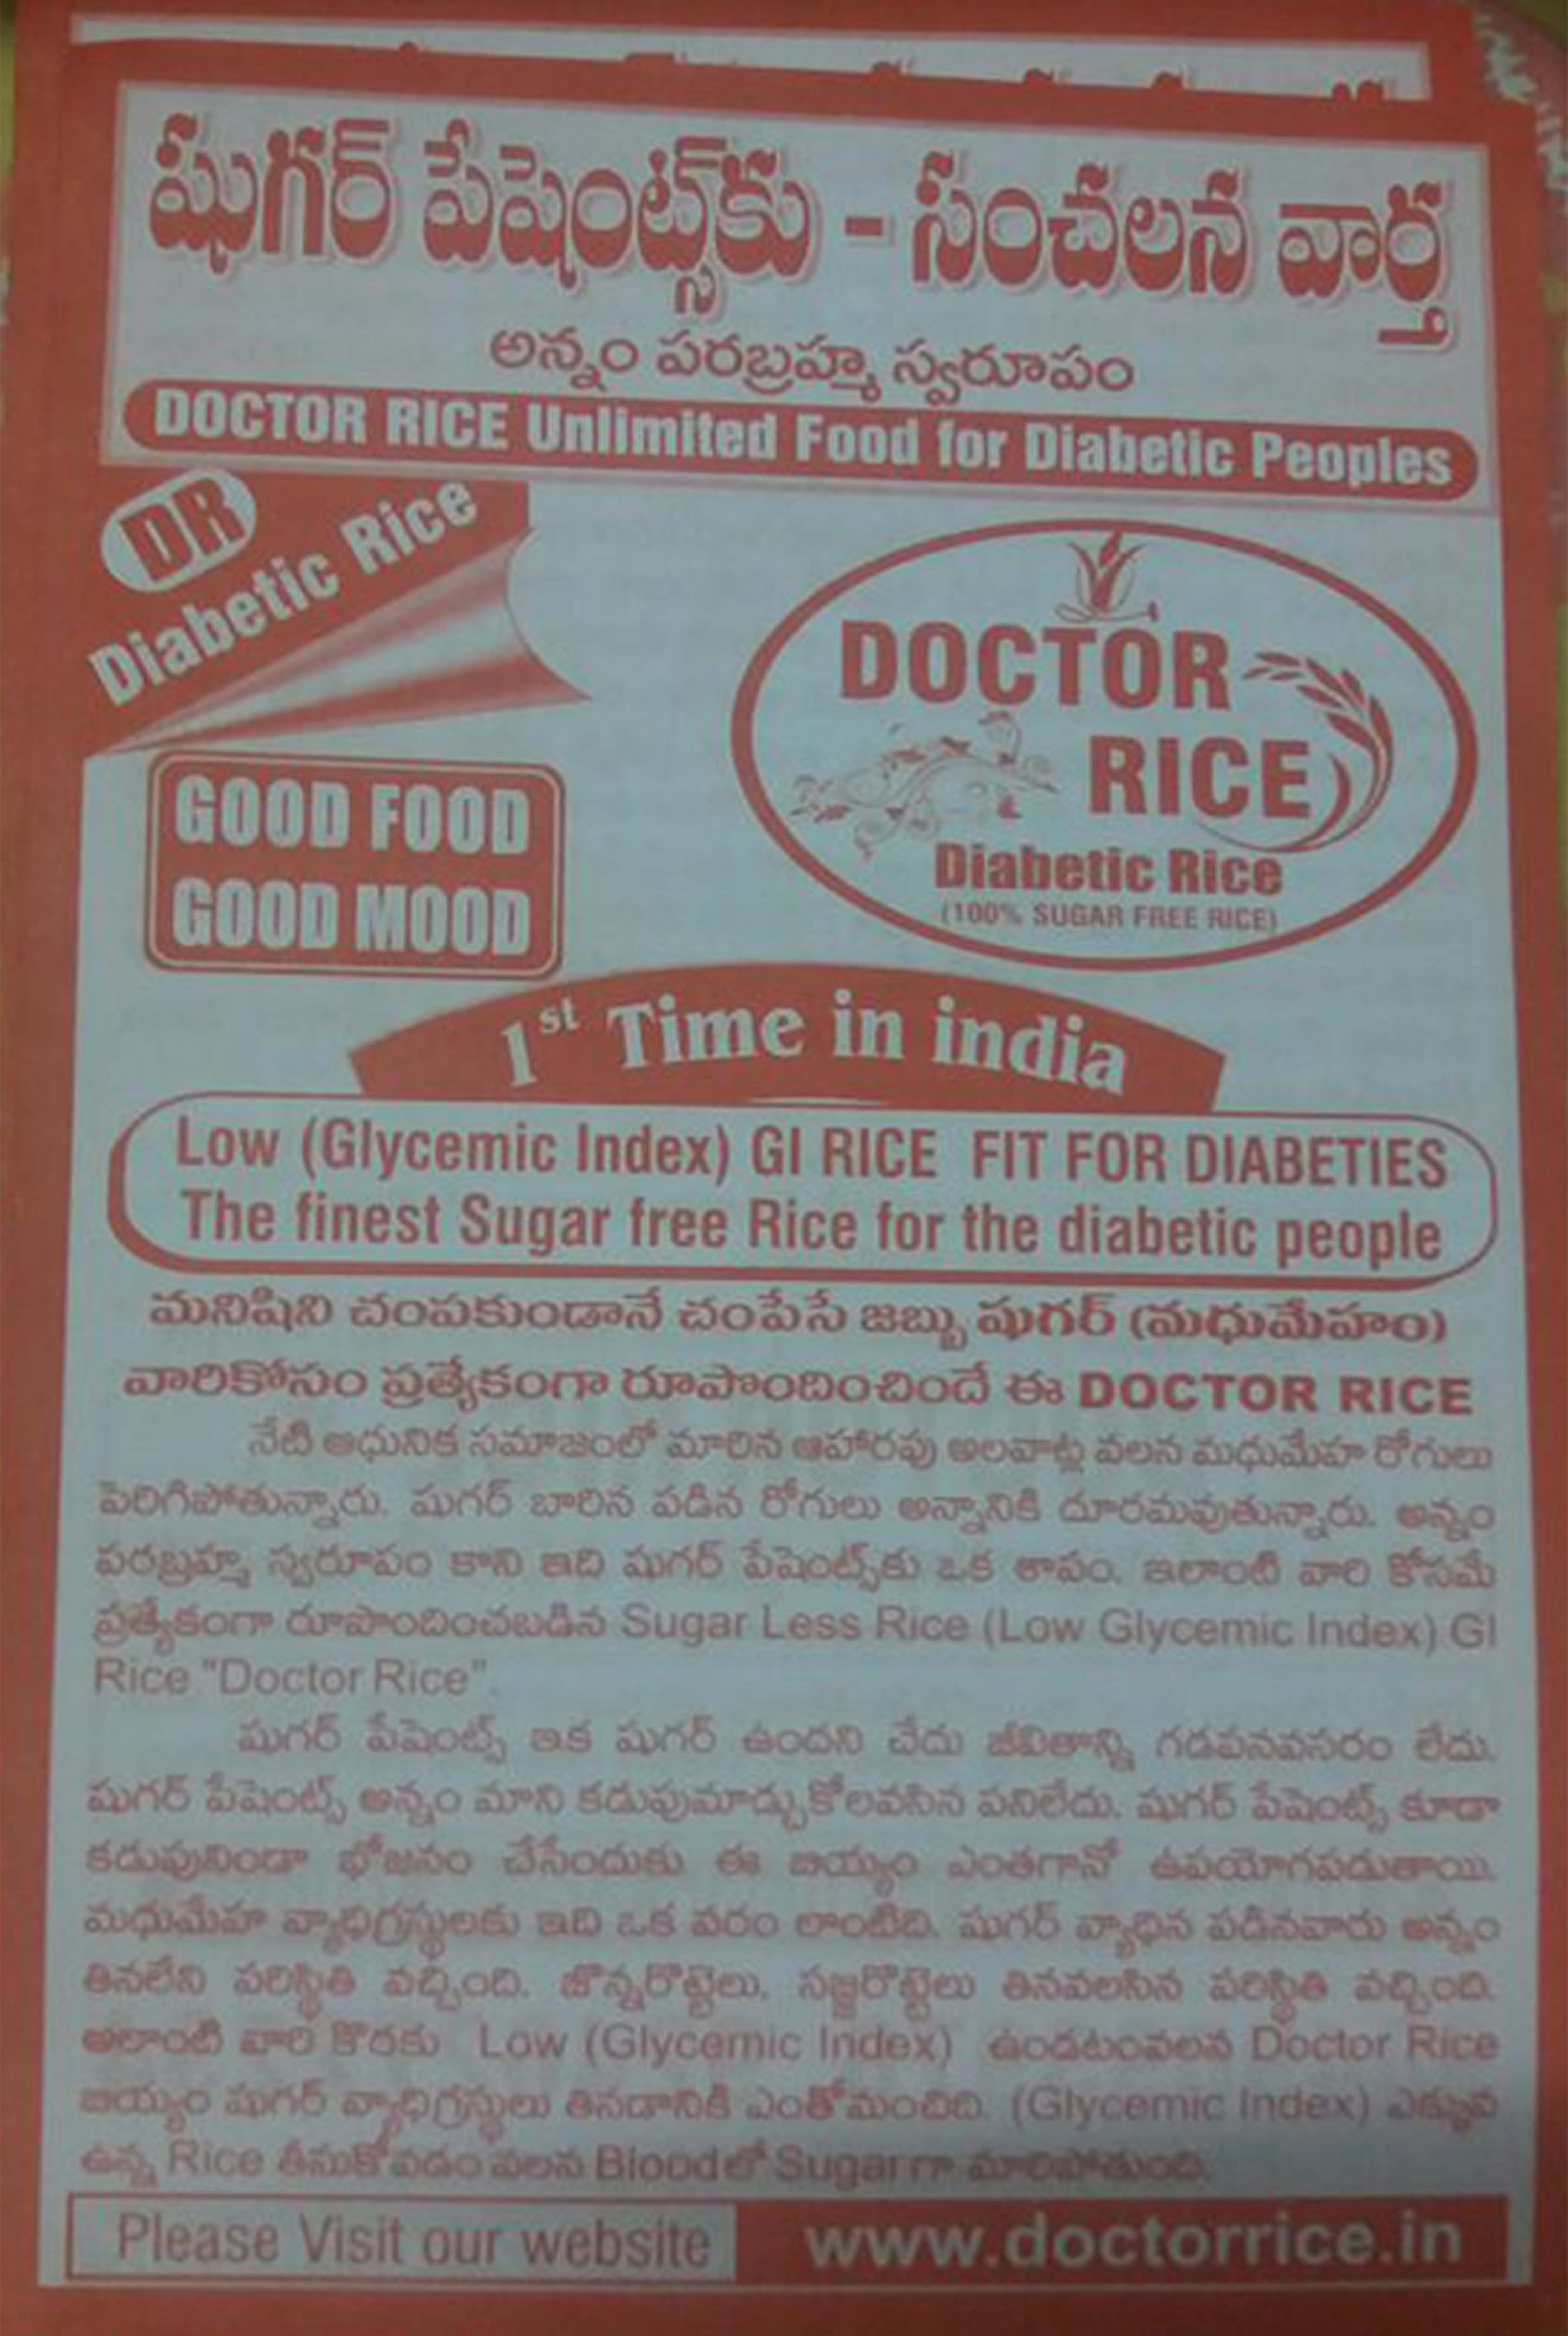 షుగర్ పేషెంట్స్‌కు - సంచలన వార్త
అన్నం పరబ్రహ్మ స్వరూపం
DOCTOR RICE Unlimited Food for Diabetic Peoples
DR
Diabetic Rice
GOOD FOOD
GOOD MOOD
DOCTOR
RICE
Diabetic Rice
(100% SUGAR FREE RICE)
1st Time in india
Low (Glycemic Index) GI RICE FIT FOR DIABETIES
The finest Sugar free Rice for the diabetic people
మనిషిని చంపకుండానే చంపేసే జబ్బు షుగర్ (మధుమేహం)
వారికోసం ప్రత్యేకంగా రూపొందించిందే ఈ DOCTOR RICE
నేటి ఆధునిక సమాజంలో మారిన ఆహారపు అలవాట్ల వలన మధుమేహ రోగులు
పెరిగిపోతున్నారు. షుగర్ బారిన పడిన రోగులు అన్నానికి దూరమవుతున్నారు. అన్నం
పరబ్రహ్మ స్వరూపం కాని ఇది షుగర్ పేషెంట్స్‌కు ఒక శాపం. ఇలాంటి వారి కోసమే
ప్రత్యేకంగా రూపొందించబడిన Sugar Less Rice (Low Glycemic Index) GI
Rice "Doctor Rice".
షుగర్ పేషెంట్స్ ఇక షుగర్ ఉందని చేదు జీవితాన్ని గడపనవసరం లేదు.
షుగర్ పేషెంట్స్ అన్నం మాని కడుపుమాడ్చుకోలవసిన పనిలేదు. షుగర్ పేషెంట్స్ కూడా
కడుపునిండా భోజనం చేసేందుకు ఈ బియ్యం ఎంతగానో ఉపయోగపడుతాయి.
మధుమేహ వ్యాధిగ్రస్థులకు ఇది ఒక వరం లాంటిది. షుగర్ వ్యాధిన పడినవారు అన్నం
తినలేని పరిస్థితి వచ్చింది. జొన్నరొట్టెలు, సజ్జరొట్టెలు తినవలసిన పరిస్థితి వచ్చింది.
అలాంటి వారి కొరకు Low (Glycemic Index) ఉండటంవలన Doctor Rice
బియ్యం షుగర్ వ్యాధిగ్రస్థులు తినడానికి ఎంతోమంచిది. (Glycemic Index) ఎక్కువ
ఉన్న Rice తీసుకోవడం వలన Bloodలో Sugarగా మారిపోతుంది.
Please Visit our website www.doctorrice.in